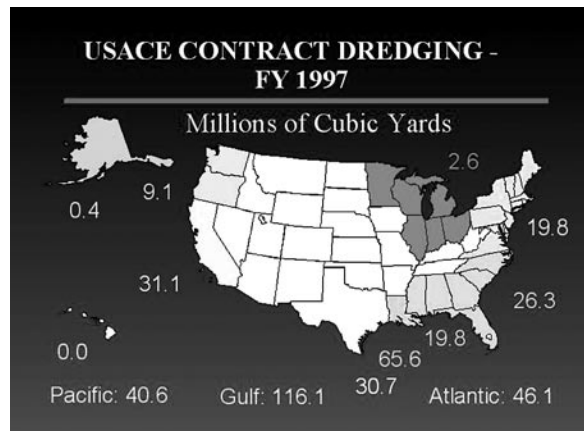 USACE CONTRACT DREDGING -
FY 1997
Millions of Cubic Yards
2.6
0.4
9.1
19.8
31.1
26.3
19.8
0.0
65.6
30.7
Pacific: 40.6
Gulf: 116.1
Atlantic: 46.1